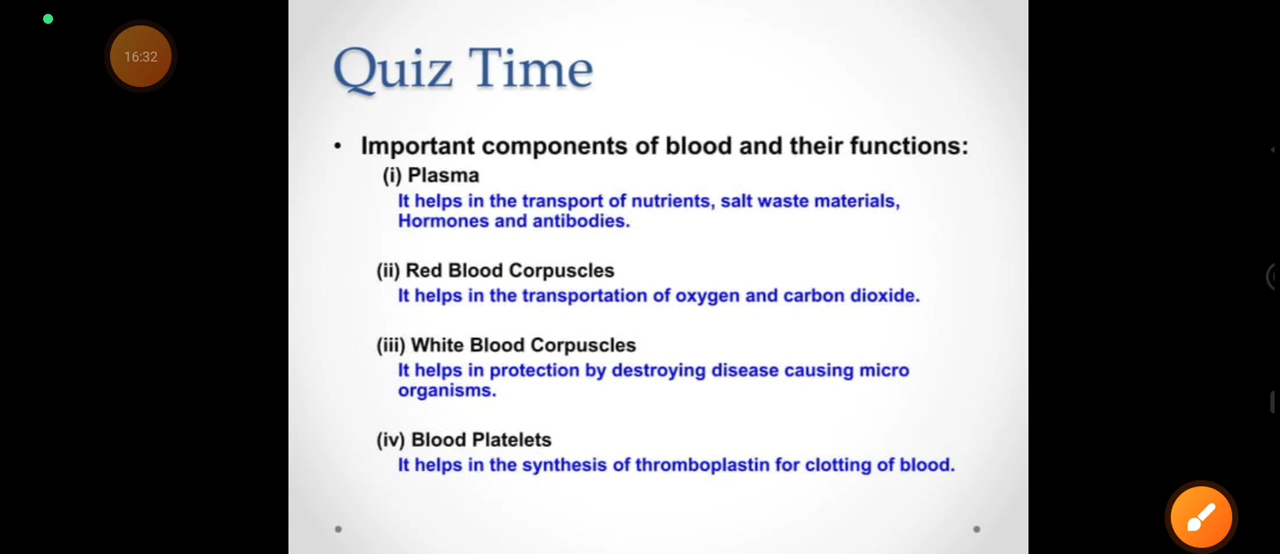 16:32
Quiz Time
• Important components of blood and their functions:
(i) Plasma
It helps in the transport of nutrients, salt waste materials,
Hormones and antibodies.
(ii) Red Blood Corpuscles
It helps in the transportation of oxygen and carbon dioxide.
(iii) White Blood Corpuscles
It helps in protection by destroying disease causing micro
organisms.
(iv) Blood Platelets
It helps in the synthesis of thromboplastin for clotting of blood.